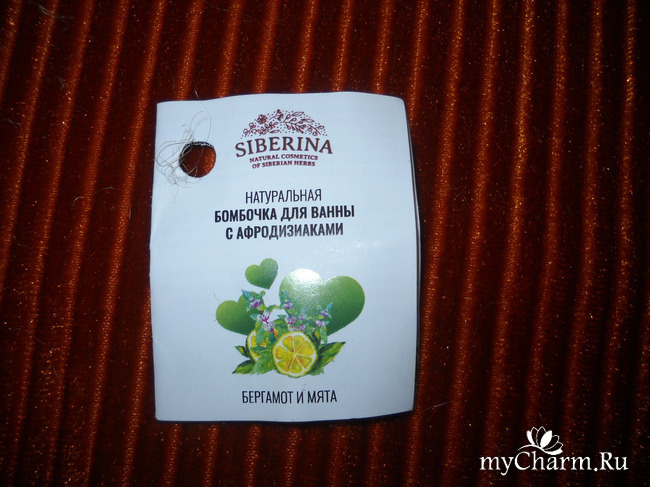 SIBERINA
NATURAL COSMETICS
OF SIBERIAN HERBS
НАТУРАЛЬНАЯ
БОМБОЧКА ДЛЯ ВАННЫ
С АФРОДИЗИАКАМИ
БЕРГАМОТ И МЯТА
myCharm.Ru